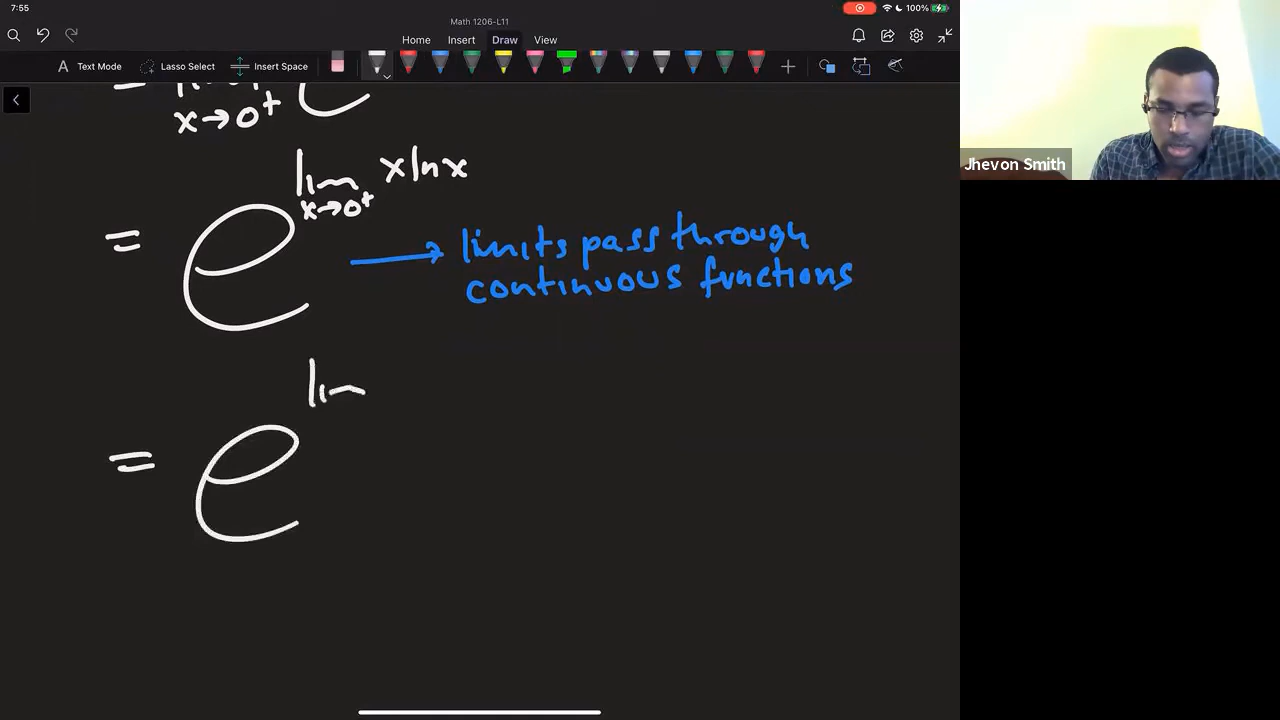 7:55
100%
Math 1206-L11
Home Insert Draw View
Text Mode Lasso Select Insert Space
x→0⁺ e
= e^{lim_{x→0⁺} x ln x} → limits pass through
continuous functions
= e^{lim}
Jhevon Smith